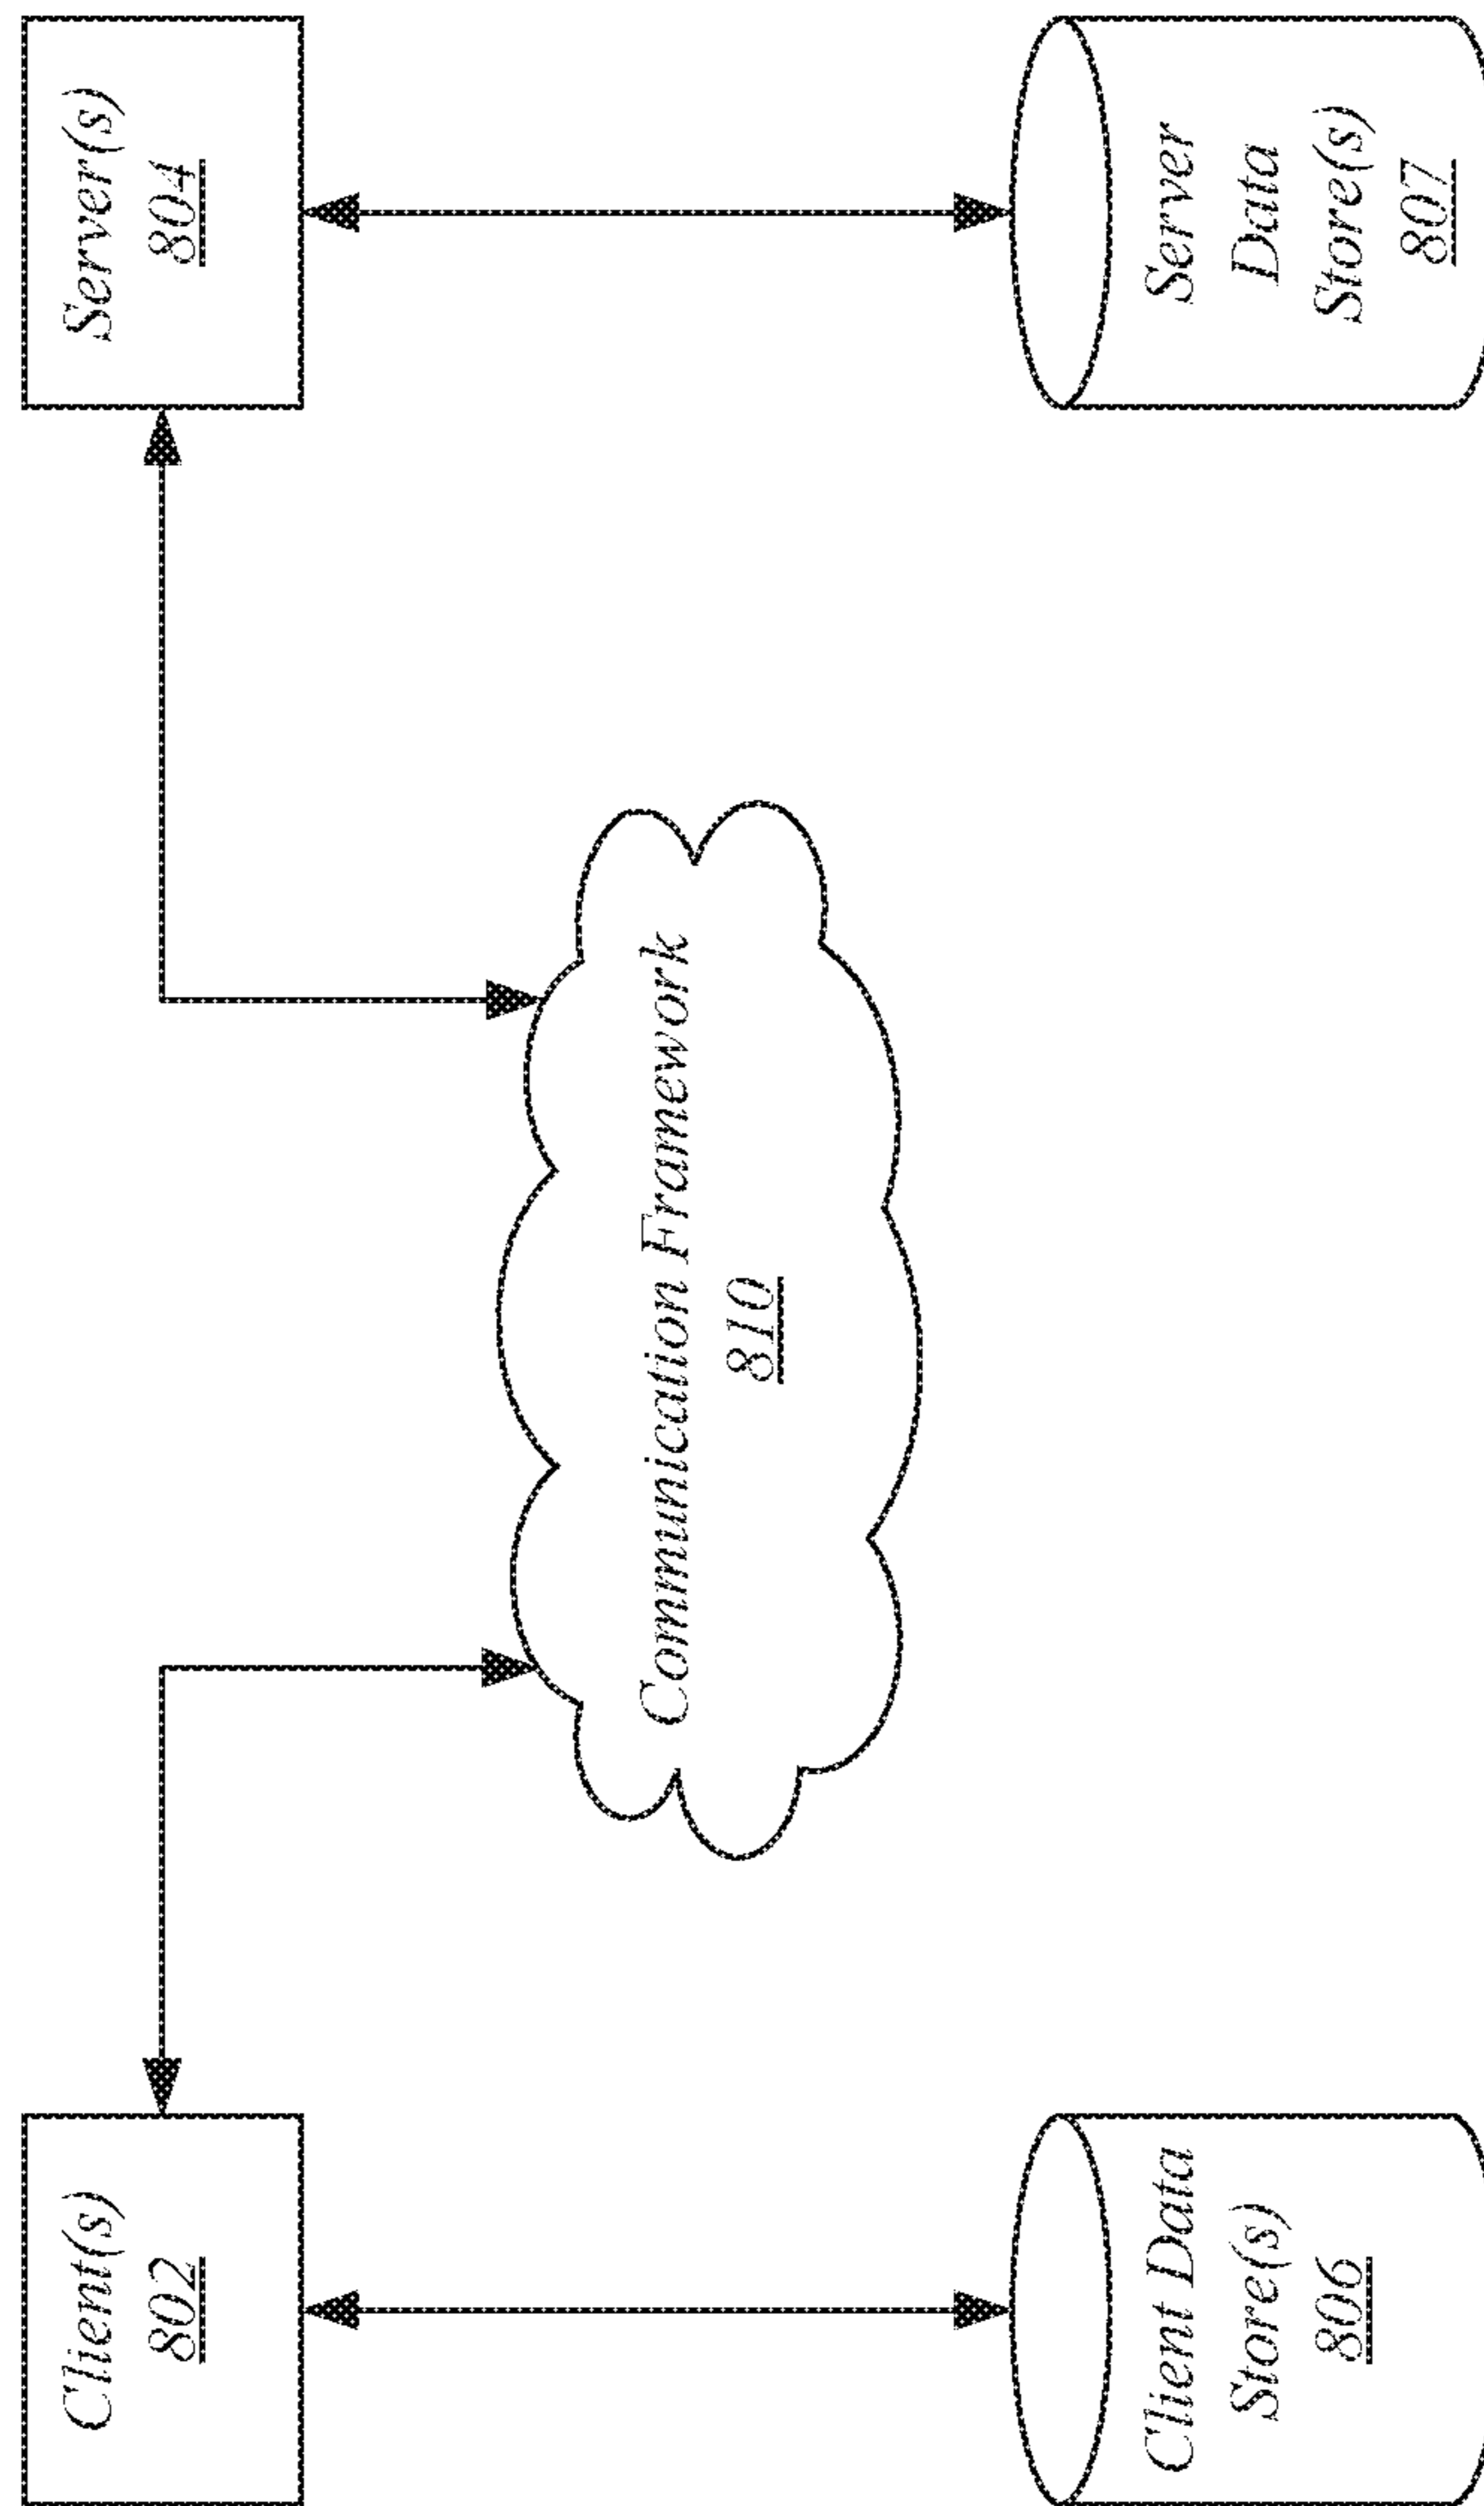 Client(s)
802
Server(s)
804
Communication Framework
810
Client Data
Store(s)
806
Server
Data
Store(s)
807